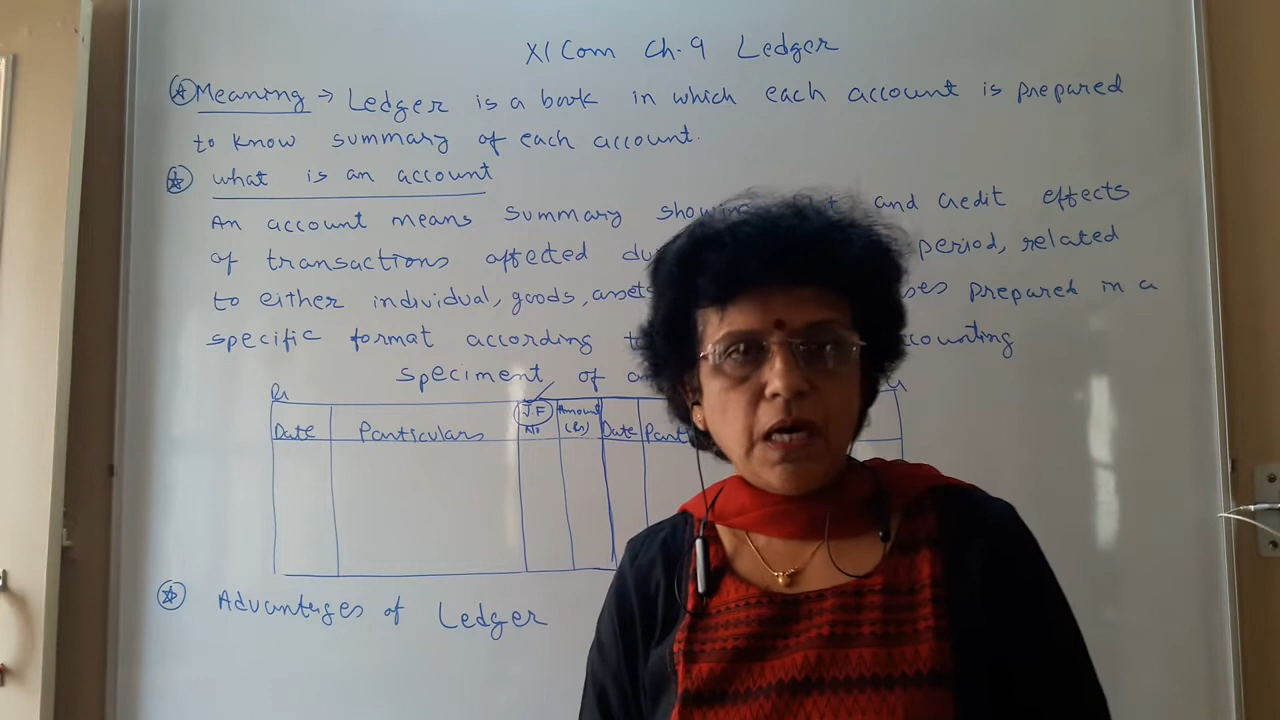 XI Com Ch.9 Ledger
Meaning → Ledger is a book in which each account is prepared
to know summary of each account.
what is an account
An account means summary showing and credit effects
of transactions affected period, related
to either individual, goods, assets prepared in a
specific format according accounting
speciment of
Date Particulars J.F No Amount (Rs) Date
Advantages of Ledger